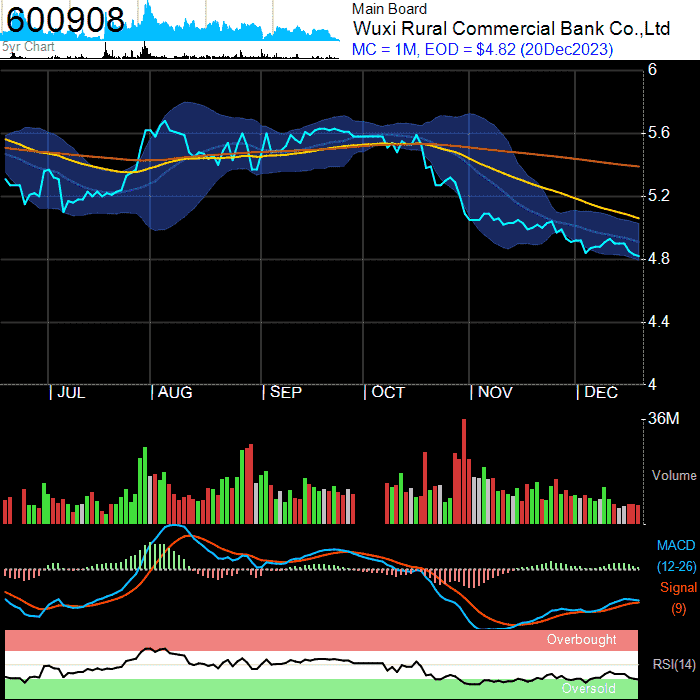 600908
5yr Chart
Main Board
Wuxi Rural Commercial Bank Co.,Ltd
MC = 1M, EOD = $4.82 (20Dec2023)
6
5.6
5.2
4.8
4.4
4
| JUL | AUG | SEP | OCT | NOV | DEC
36M
Volume
MACD
(12-26)
Signal
(9)
Overbought
RSI(14)
Oversold